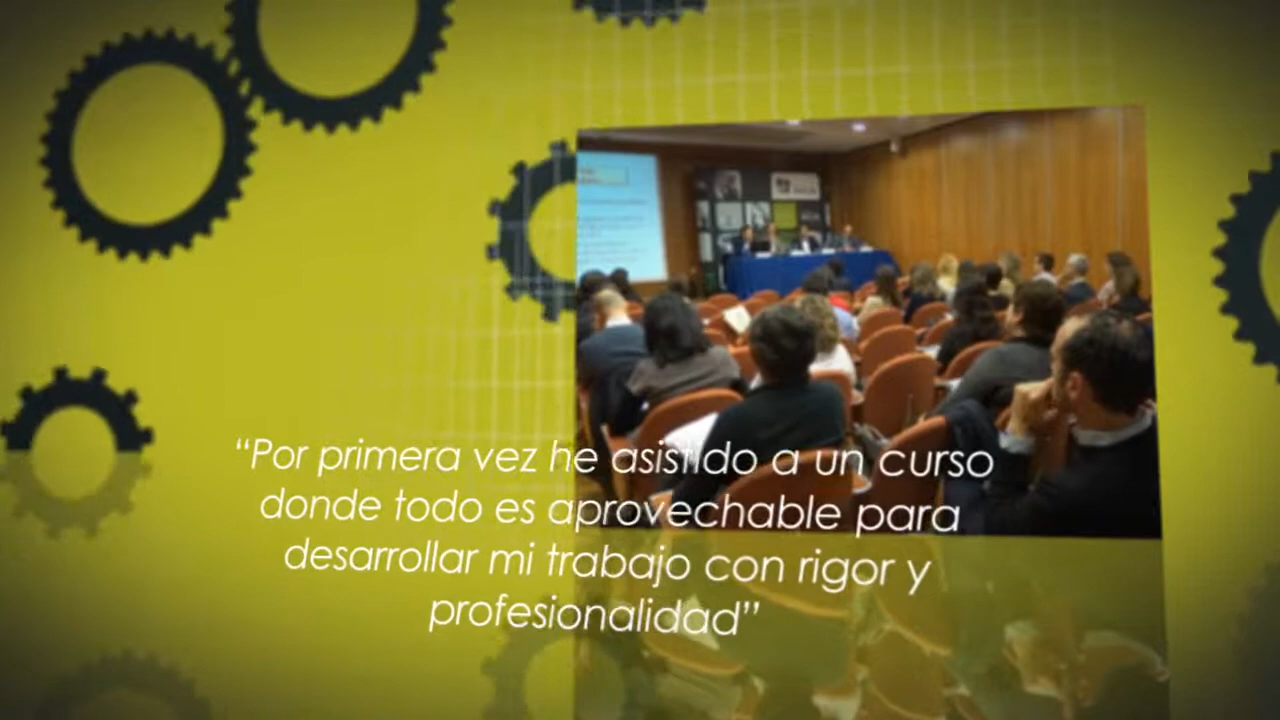 “Por primera vez he asistido a un curso
donde todo es aprovechable para
desarrollar mi trabajo con rigor y
profesionalidad”